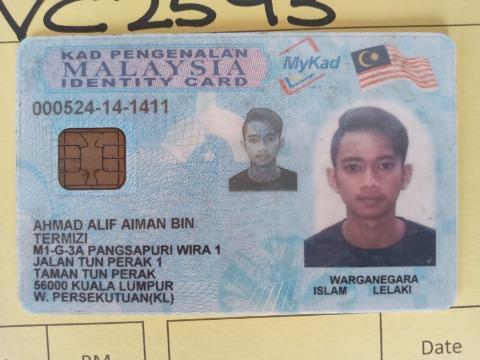 VC2595
KAD PENGENALAN
MALAYSIA
IDENTITY CARD
MyKad
000524-14-1411
AHMAD ALIF AIMAN BIN
TERMIZI
M1-G-3A PANGSAPURI WIRA 1
JALAN TUN PERAK 1
TAMAN TUN PERAK
56000 KUALA LUMPUR
W. PERSEKUTUAN(KL)
WARGANEGARA
ISLAM LELAKI
Date